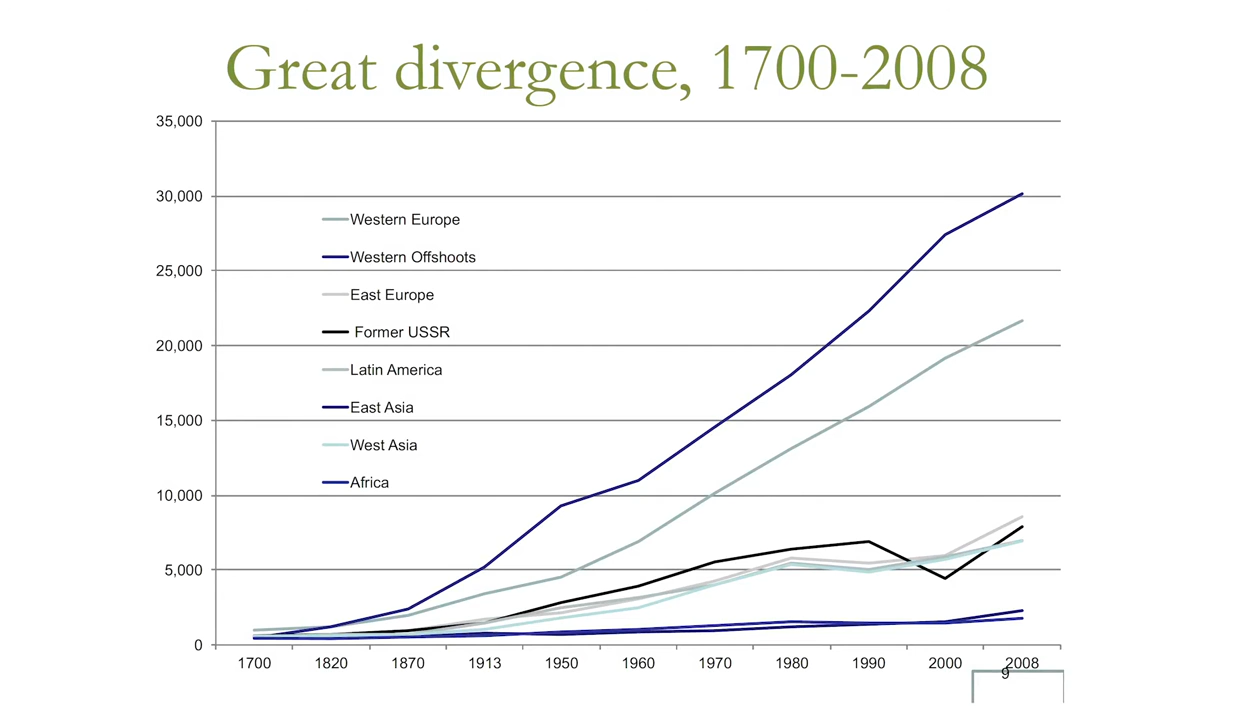 Great divergence, 1700-2008
35,000
30,000
Western Europe
Western Offshoots
25,000
East Europe
Former USSR
20,000
Latin America
East Asia
15,000
West Asia
Africa
10,000
5,000
0
1700 1820 1870 1913 1950 1960 1970 1980 1990 2000 2008
9